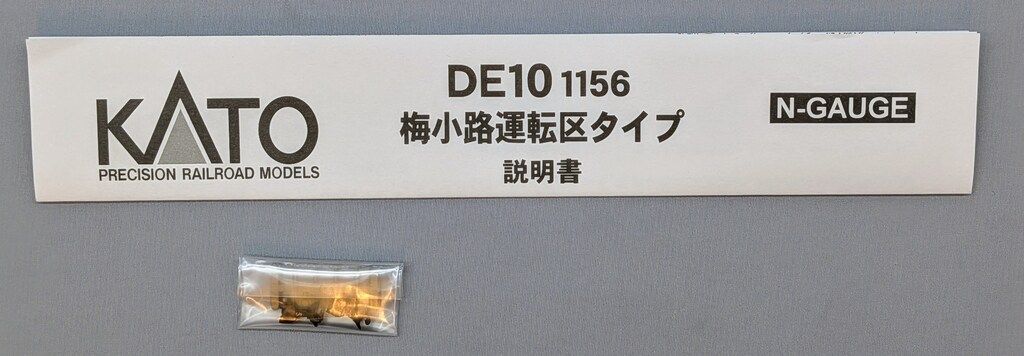 KATO
PRECISION RAILROAD MODELS
DE10 1156
梅小路運転区タイプ
説明書
N-GAUGE